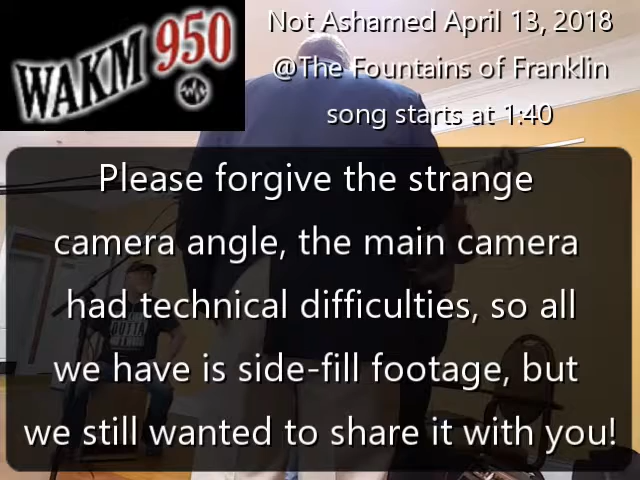 WAKM 950
Not Ashamed April 13, 2018
@The Fountains of Franklin
song starts at 1:40
Please forgive the strange
camera angle, the main camera
had technical difficulties, so all
we have is side-fill footage, but
we still wanted to share it with you!
OUTTA